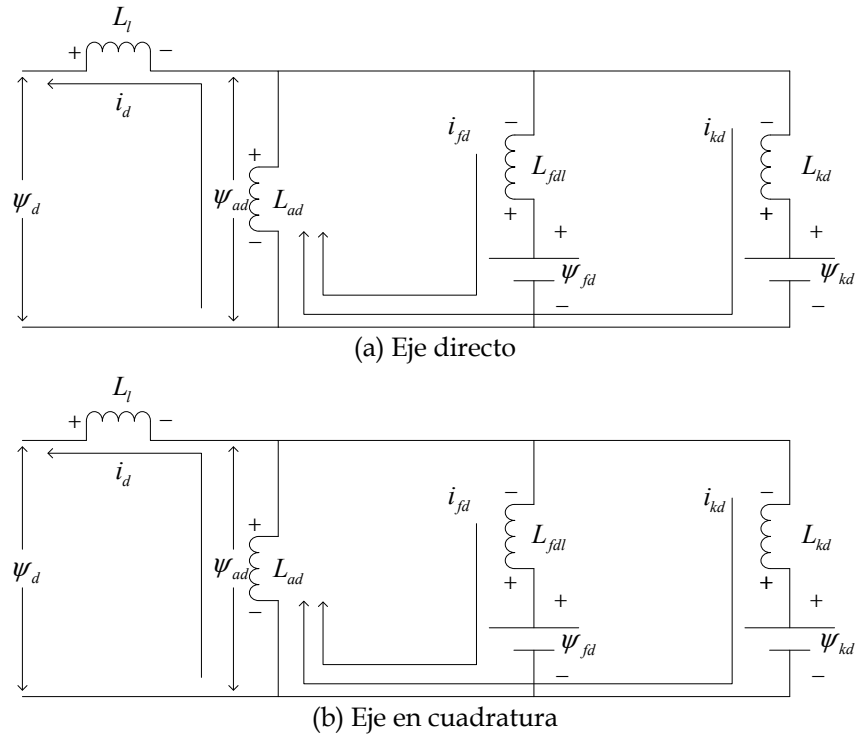 L_l
+ −
i_d
i_fd
i_kd
− −
+
ψ_d
ψ_ad
L_ad
L_fdl
L_kd
−
+ +
+ +
ψ_fd
ψ_kd
− −
(a) Eje directo
L_l
+ −
i_d
i_fd
i_kd
− −
+
ψ_d
ψ_ad
L_ad
L_fdl
L_kd
−
+ +
+ +
ψ_fd
ψ_kd
− −
(b) Eje en cuadratura